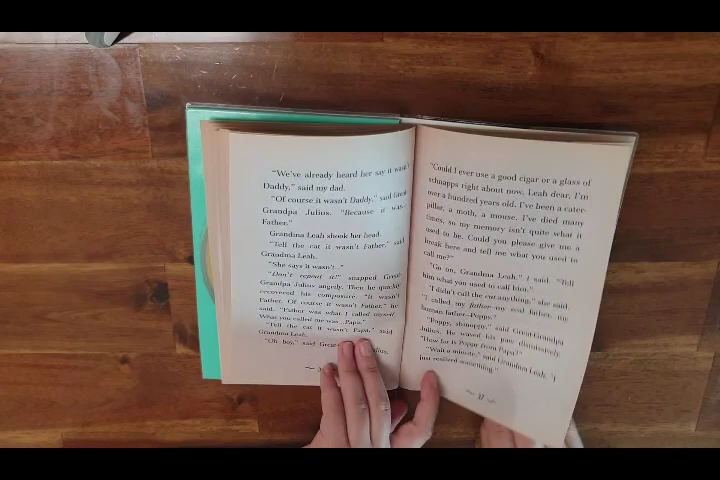 "We've already heard her say it wasn't
Daddy," said my dad.
"Of course it wasn't Daddy," said Great-
Grandpa Julius. "Because it was...
Father."
Grandma Leah shook her head.
"Tell the cat it wasn't Father," said
Grandma Leah.
"She says it wasn't..."
"Don't repeat it!" snapped Great-
Grandpa Julius angrily. Then he quickly
recovered his composure. "It wasn't
Father. Of course it wasn't Father," he
said. "Father was what I called myself.
What you called me was...Papa."
"Tell the cat it wasn't Papa," said
Grandma Leah.
"Oh boy," said Great-
"Could I ever use a good cigar or a glass of
schnapps right about now. Leah dear, I'm
over a hundred years old. I've been a cater-
pillar, a moth, a mouse. I've died many
times, so my memory isn't quite what it
used to be. Could you please give me a
break here and tell me what you used to
call me?"
"Go on, Grandma Leah," I said. "Tell
him what you used to call him."
"I didn't call the cat anything," she said.
"I called my father my real father, my
human father—Poppy."
"Poppy, shmoppy," said Great-Grandpa
Julius. He waved his paw dismissively.
"How far is Poppy from Papa?"
"Wait a minute," said Grandma Leah. "I
just realized something."
37